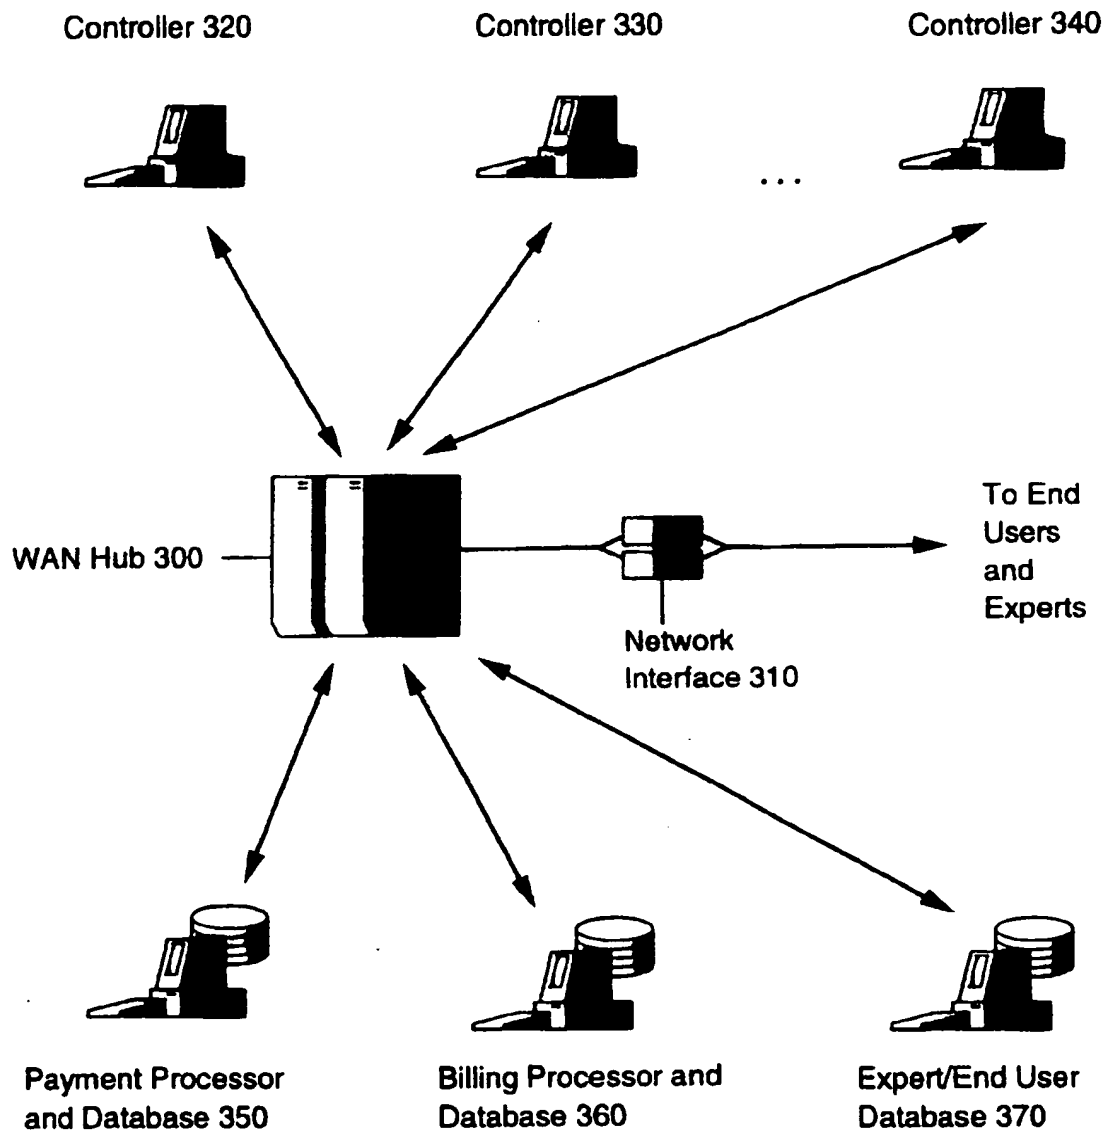 Controller 320
Controller 330
Controller 340
...
WAN Hub 300
To End
Users
and
Experts
Network
Interface 310
Payment Processor
and Database 350
Billing Processor and
Database 360
Expert/End User
Database 370